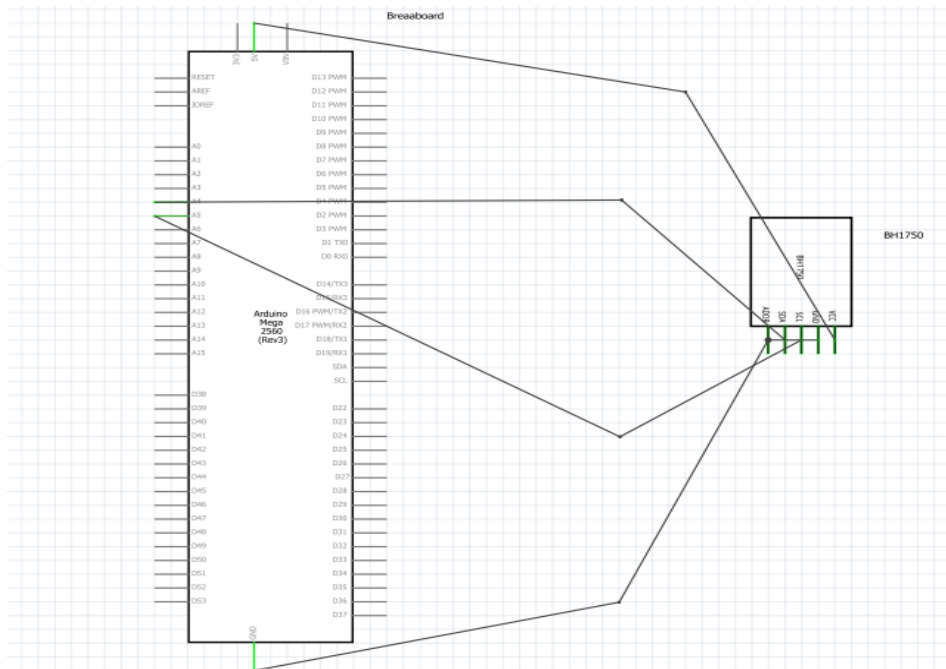 Breaaboard
3V3
5V
VIN
RESET
AREF
IOREF
A0
A1
A2
A3
A4
A5
A6
A7
A8
A9
A10
A11
A12
A13
A14
A15
D38
D39
D40
D41
D42
D43
D44
D45
D46
D47
D48
D49
D50
D51
D52
D53
Arduino
Mega
2560
(Rev3)
D13 PWM
D12 PWM
D11 PWM
D10 PWM
D9 PWM
D8 PWM
D7 PWM
D6 PWM
D5 PWM
D4 PWM
D2 PWM
D3 PWM
D1 TX0
D0 RX0
D14/TX3
D15/RX3
D16 PWM/TX2
D17 PWM/RX2
D18/TX1
D19/RX1
SDA
SCL
D22
D23
D24
D25
D26
D27
D28
D29
D30
D31
D32
D33
D34
D35
D36
D37
GND
BH1750
BH1750
SDA
SCL
GND
VCC